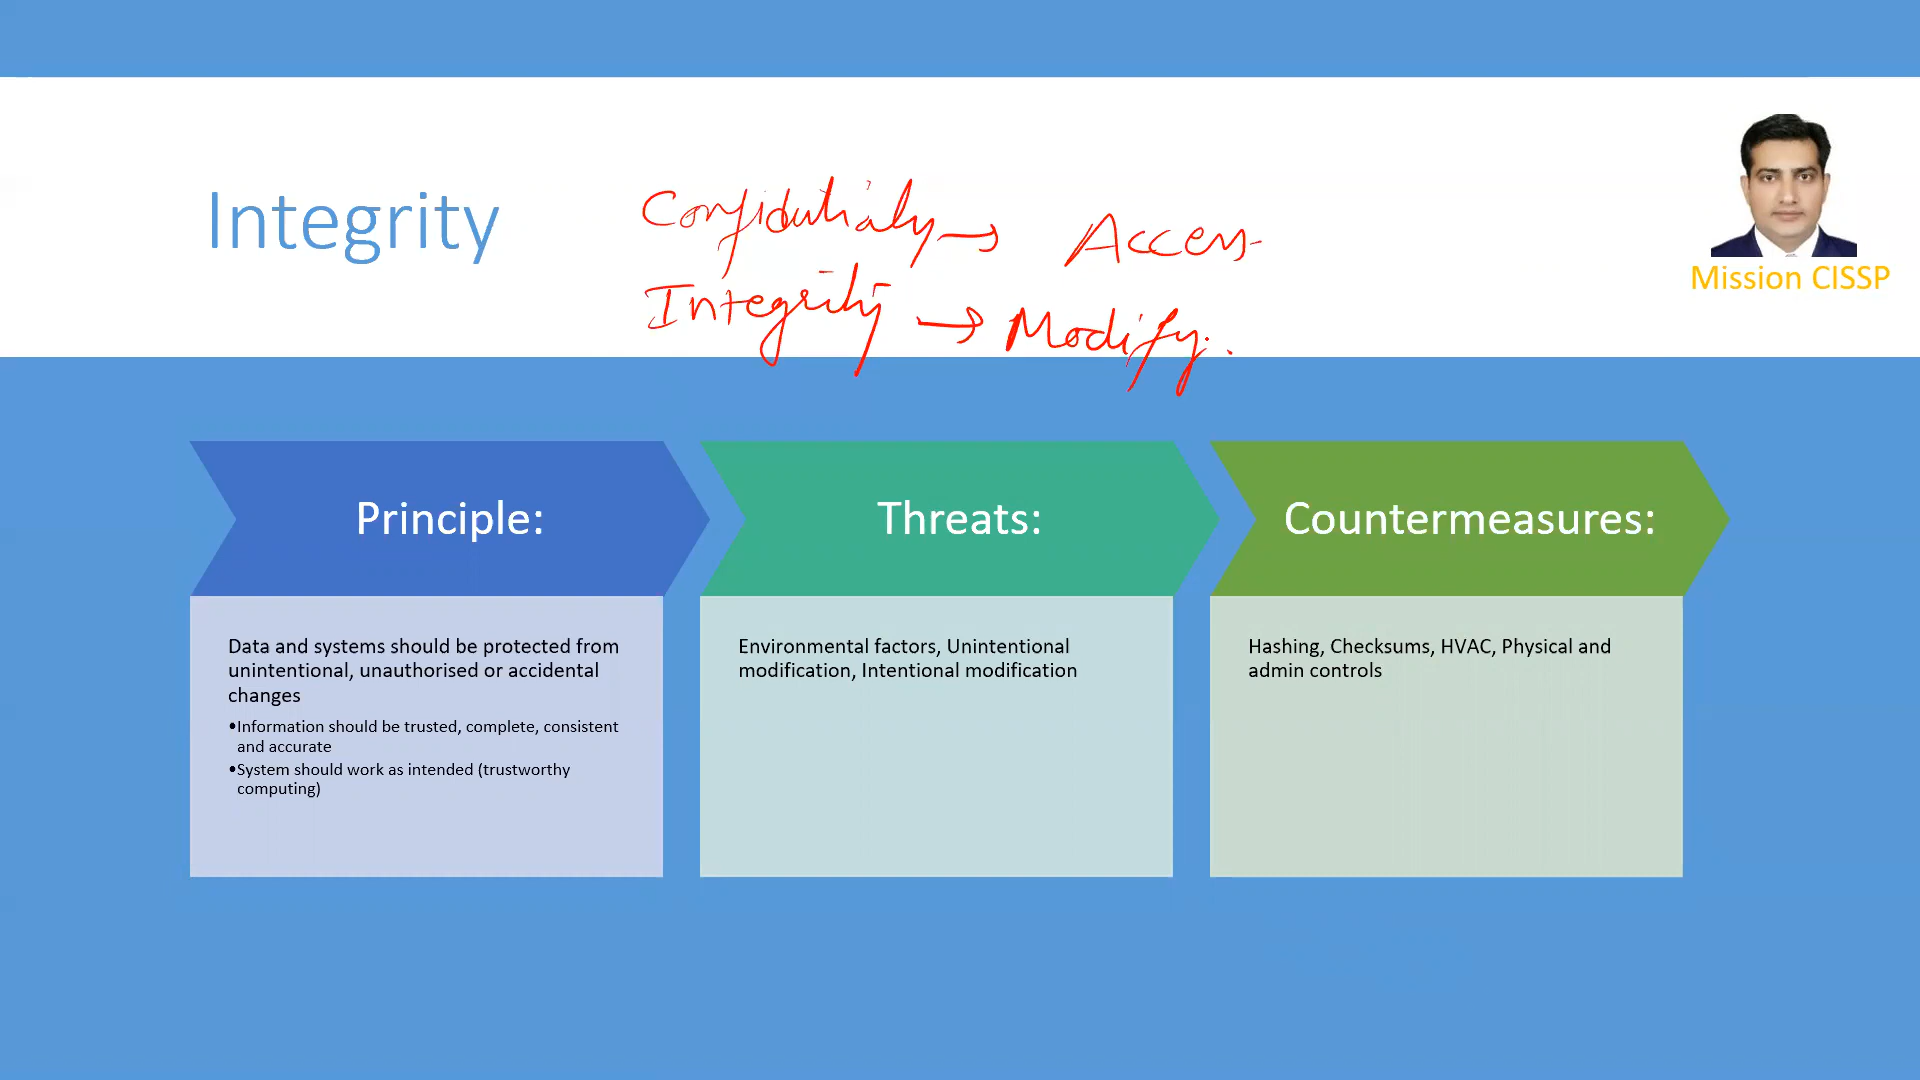 Integrity
Confidentiality → Access
Integrity → Modify.
Mission CISSP
Principle:
Data and systems should be protected from
unintentional, unauthorised or accidental
changes
•Information should be trusted, complete, consistent
and accurate
•System should work as intended (trustworthy
computing)
Threats:
Environmental factors, Unintentional
modification, Intentional modification
Countermeasures:
Hashing, Checksums, HVAC, Physical and
admin controls